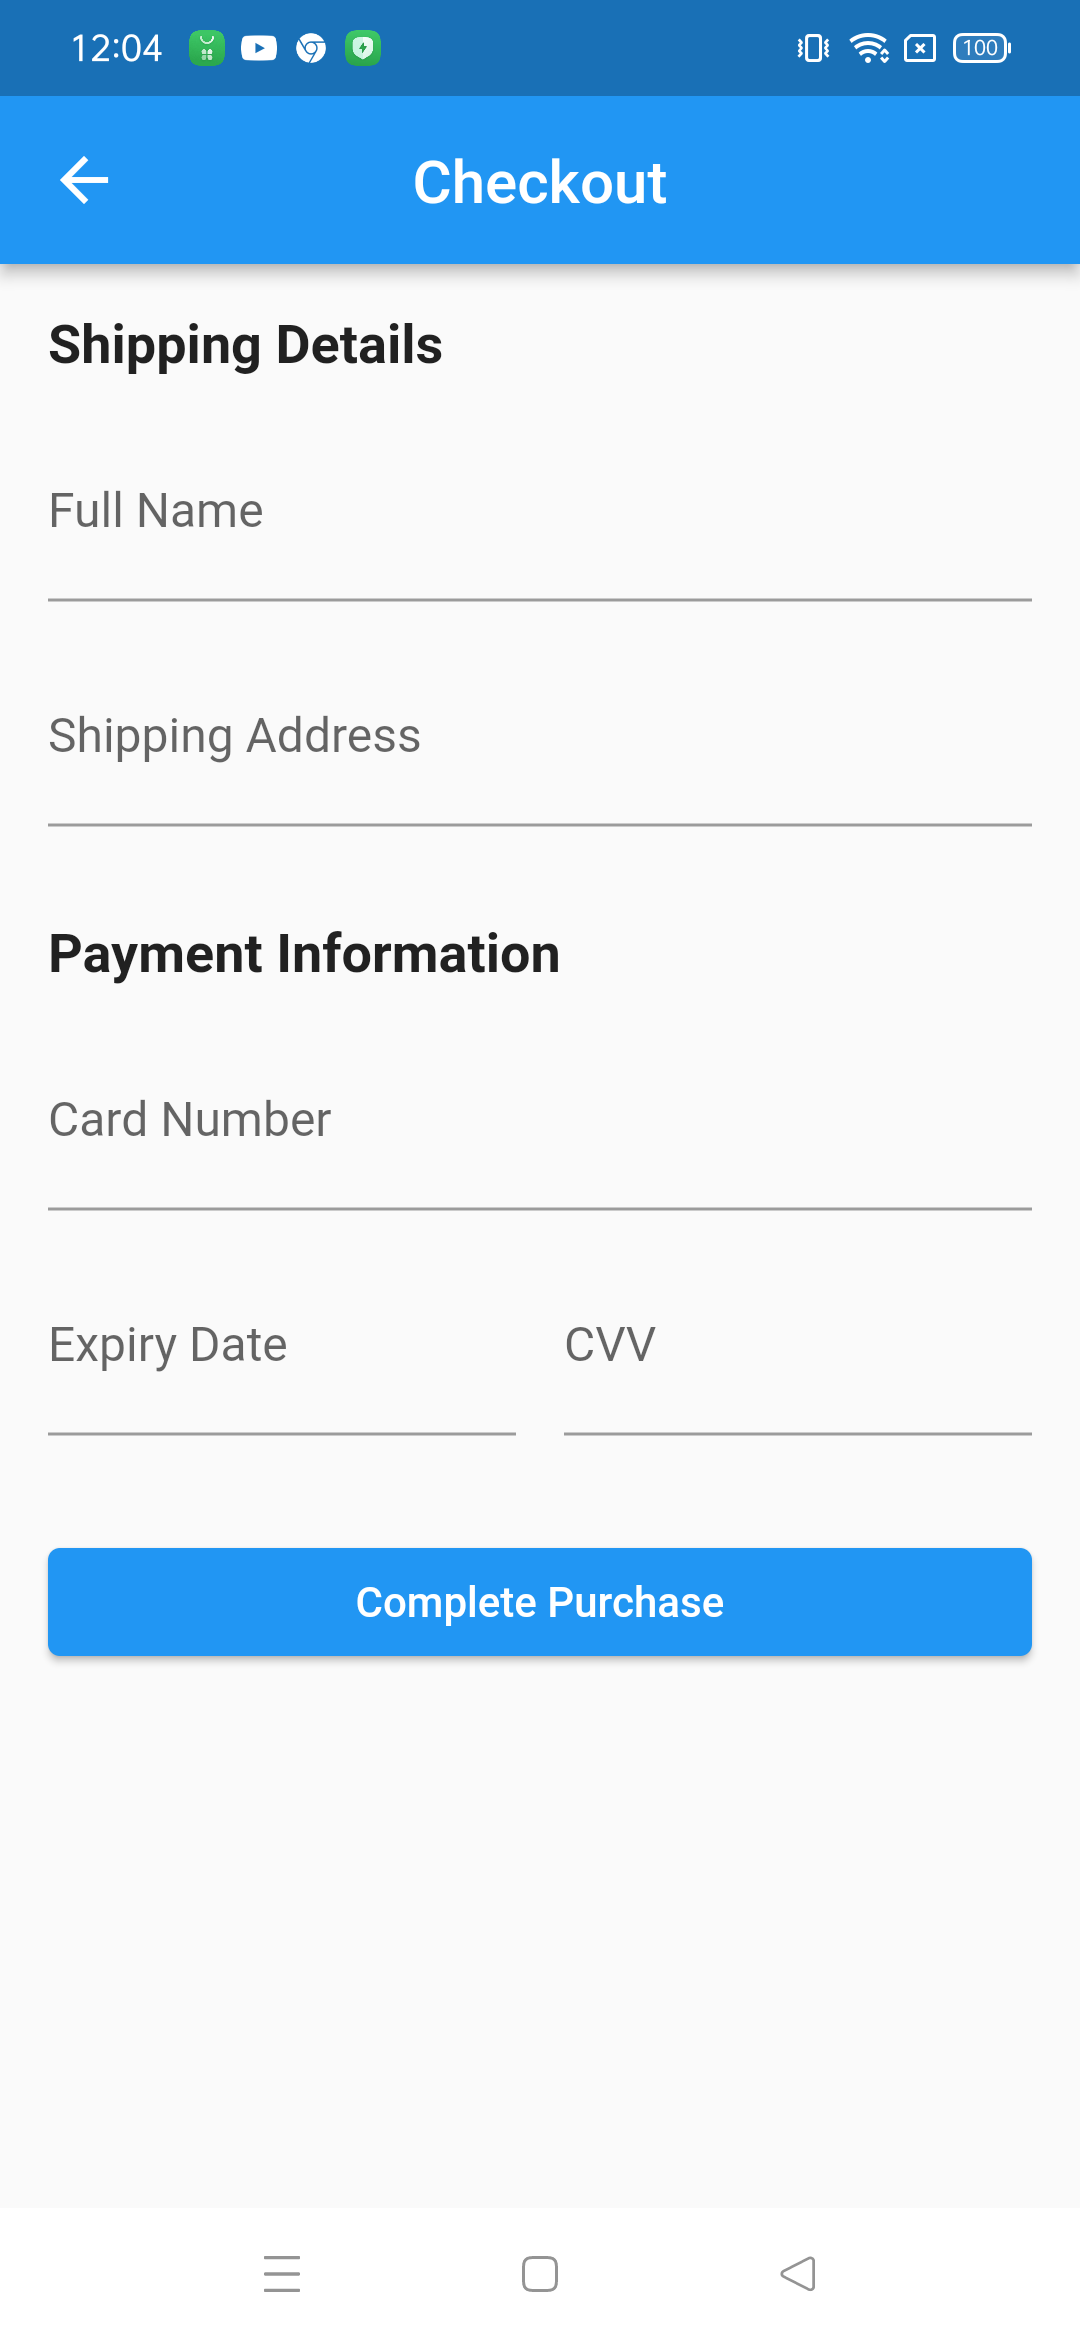 12:04
100
Checkout
Shipping Details
Full Name
Shipping Address
Payment Information
Card Number
Expiry Date CVV
Complete Purchase